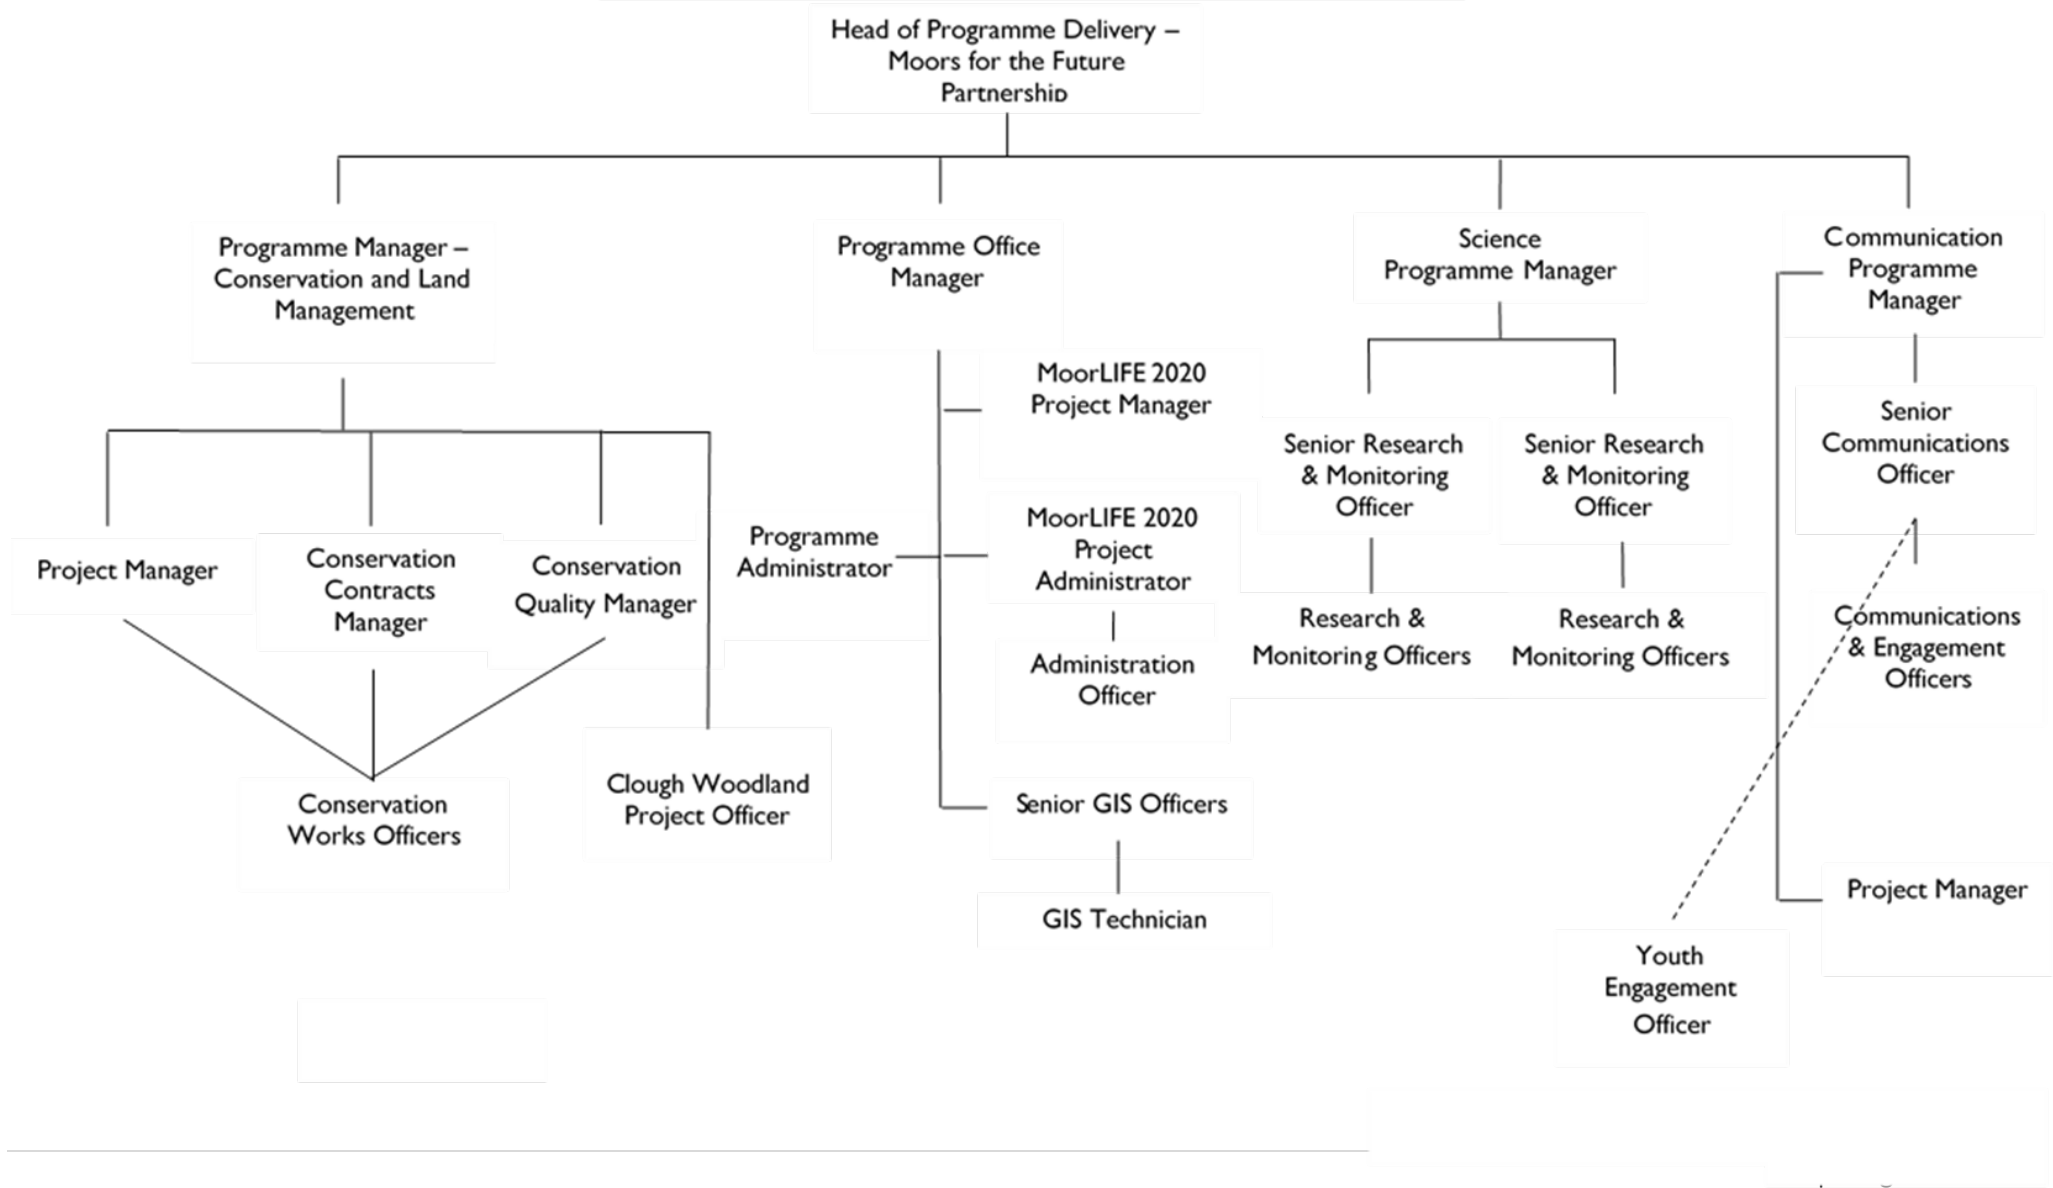 Head of Programme Delivery –
Moors for the Future
Partnership
Programme Manager –
Conservation and Land
Management
Programme Office
Manager
Science
Programme Manager
Communication
Programme
Manager
MoorLIFE 2020
Project Manager
Senior Research
& Monitoring
Officer
Senior Research
& Monitoring
Officer
Senior
Communications
Officer
Project Manager
Conservation
Contracts
Manager
Conservation
Quality Manager
Programme
Administrator
MoorLIFE 2020
Project
Administrator
Research &
Monitoring Officers
Research &
Monitoring Officers
Communications
& Engagement
Officers
Administration
Officer
Conservation
Works Officers
Clough Woodland
Project Officer
Senior GIS Officers
GIS Technician
Project Manager
Youth
Engagement
Officer